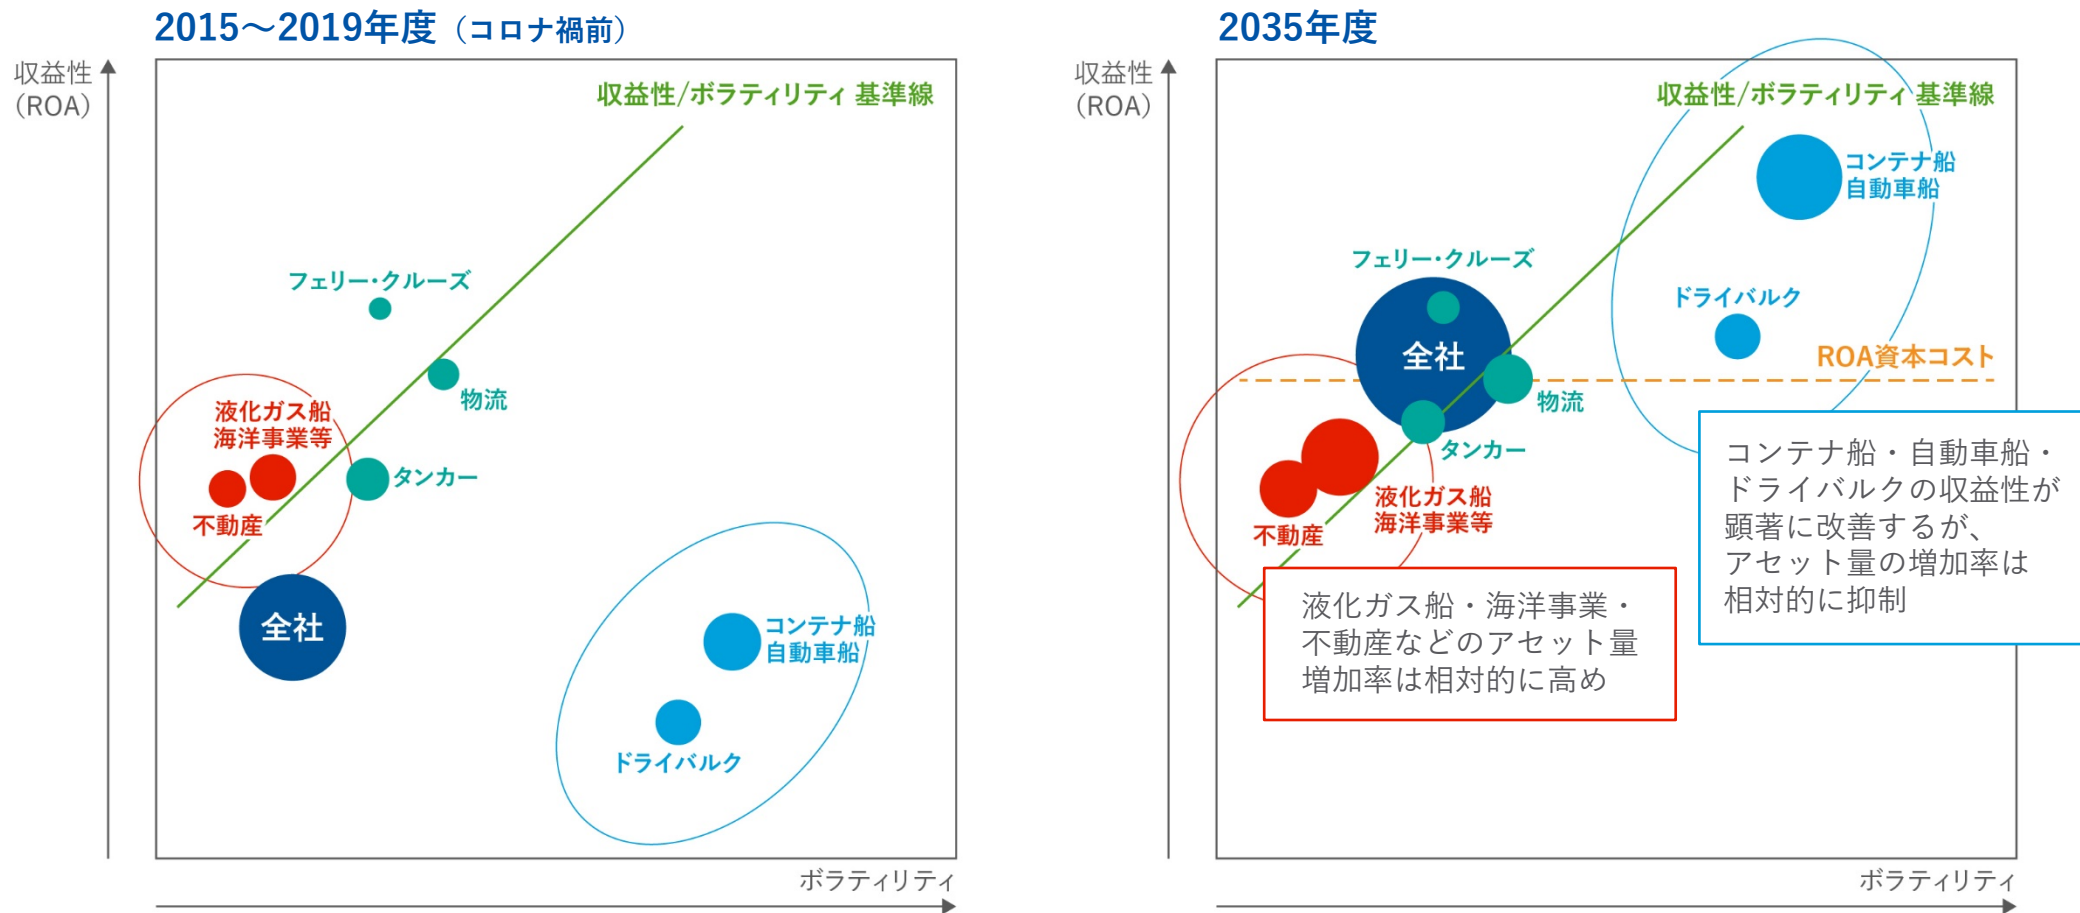 2015～2019年度（コロナ禍前）
収益性
（ROA）
収益性/ボラティリティ 基準線
フェリー・クルーズ
物流
液化ガス船
海洋事業等
タンカー
不動産
全社
コンテナ船
自動車船
ドライバルク
ボラティリティ
2035年度
収益性
（ROA）
収益性/ボラティリティ 基準線
コンテナ船
自動車船
フェリー・クルーズ
ドライバルク
全社
ROA資本コスト
物流
タンカー
液化ガス船
海洋事業等
不動産
コンテナ船・自動車船・
ドライバルクの収益性が
顕著に改善するが、
アセット量の増加率は
相対的に抑制
液化ガス船・海洋事業・
不動産などのアセット量
増加率は相対的に高め
ボラティリティ